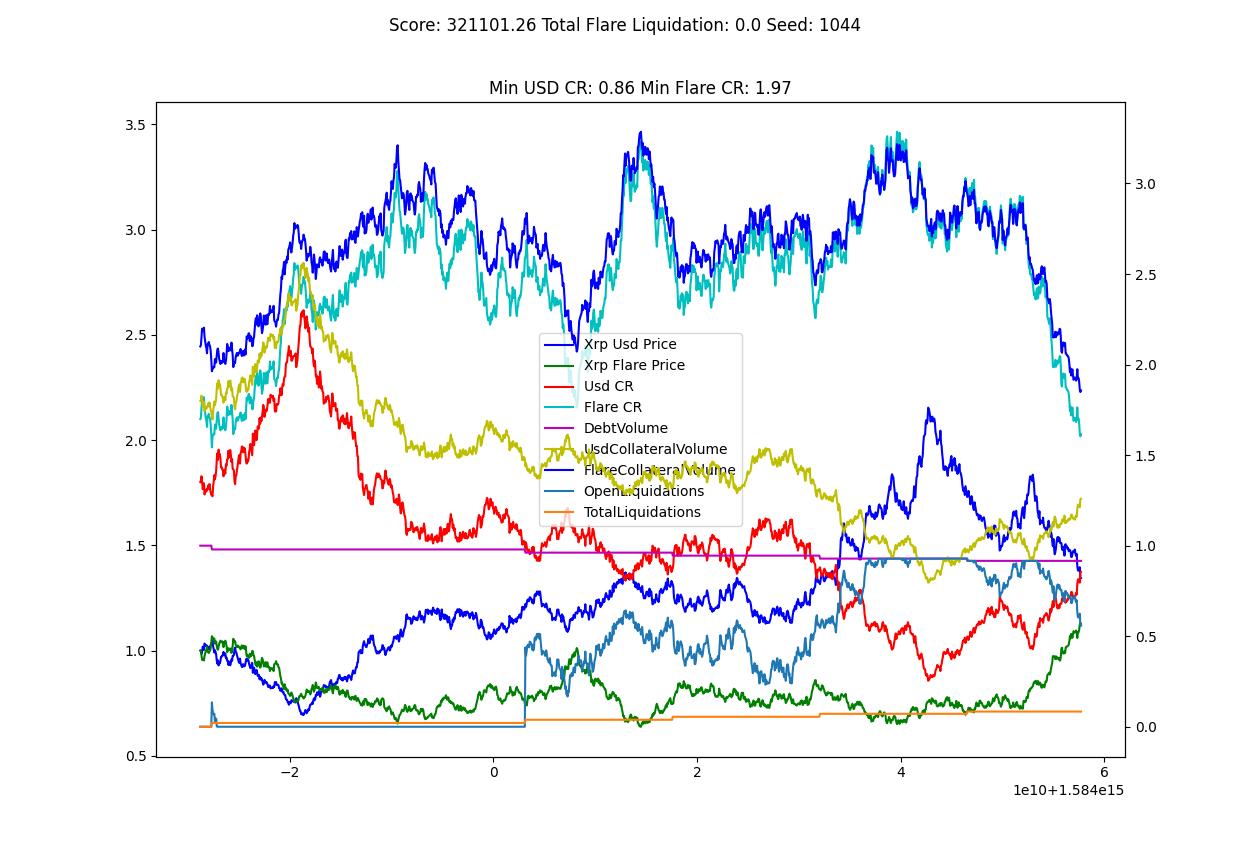 Score: 321101.26 Total Flare Liquidation: 0.0 Seed: 1044
Min USD CR: 0.86 Min Flare CR: 1.97
3.5
3.0
2.5
2.0
1.5
1.0
0.5
3.0
2.5
2.0
1.5
1.0
0.5
0.0
Xrp Usd Price
Xrp Flare Price
Usd CR
Flare CR
DebtVolume
UsdCollateralVolume
FlareCollateralVolume
OpenLiquidations
TotalLiquidations
−2 0 2 4 6
1e10+1.584e15